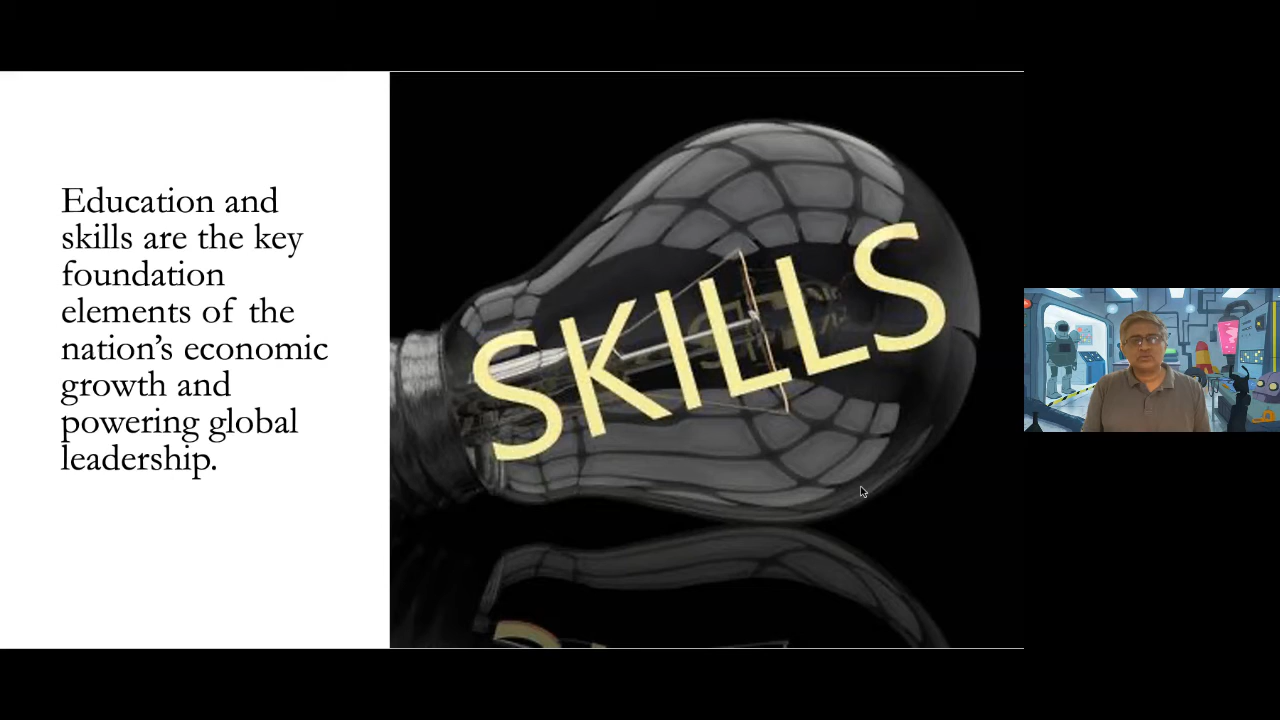 Education and
skills are the key
foundation
elements of the
nation’s economic
growth and
powering global
leadership.
SKILLS